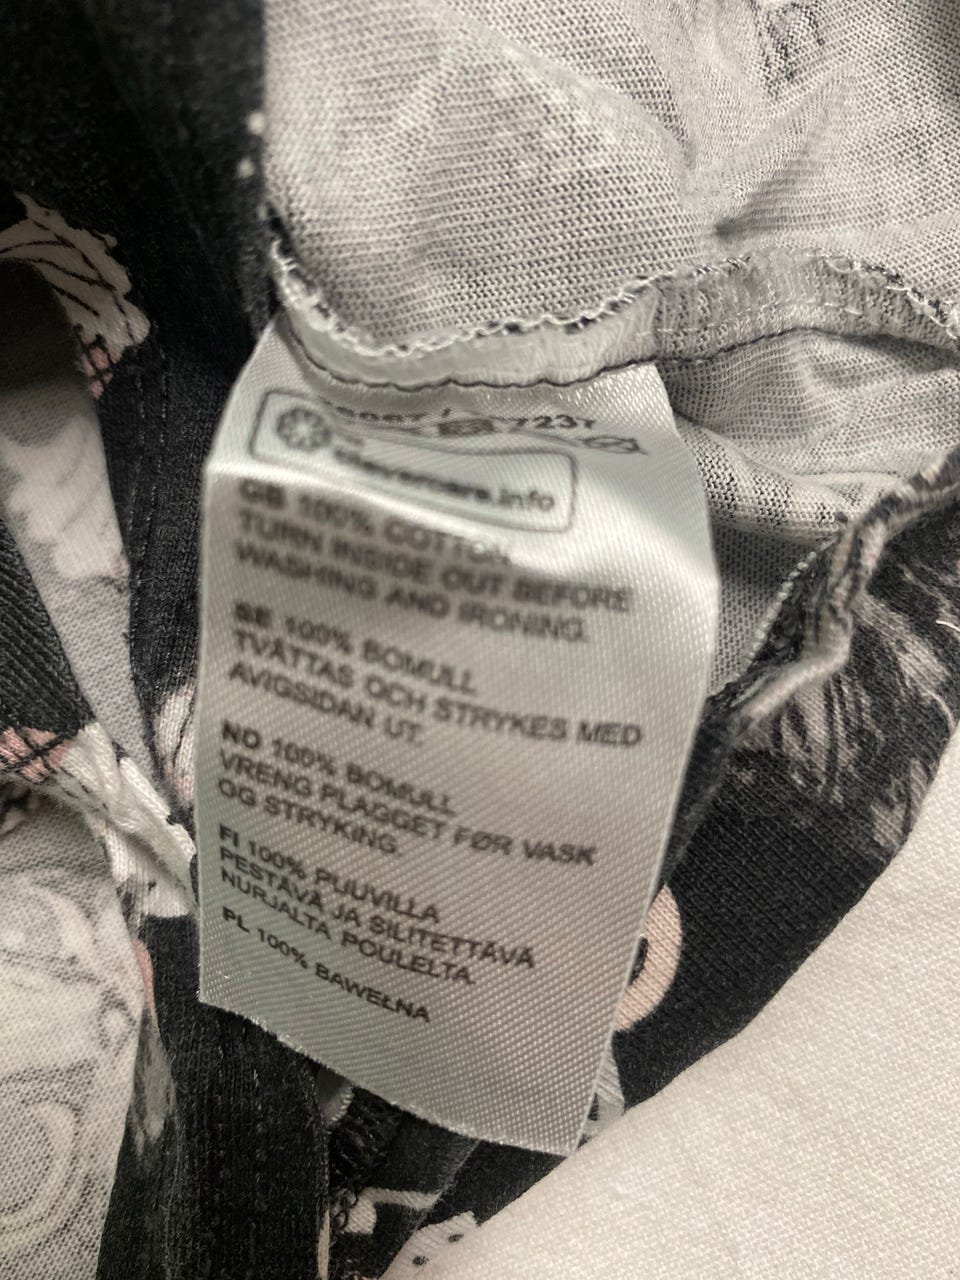 7237
info
GB 100% COTTON.
TURN INSIDE OUT BEFORE
WASHING AND IRONING.
SE 100% BOMULL
TVÄTTAS OCH STRYKES MED
AVIGSIDAN UT.
NO 100% BOMULL
VRENG PLAGGET FØR VASK
OG STRYKING.
FI 100% PUUVILLA
PESTÄVÄ JA SILITETTÄVÄ
NURJALTA POULELTA.
PL 100% BAWEŁNA